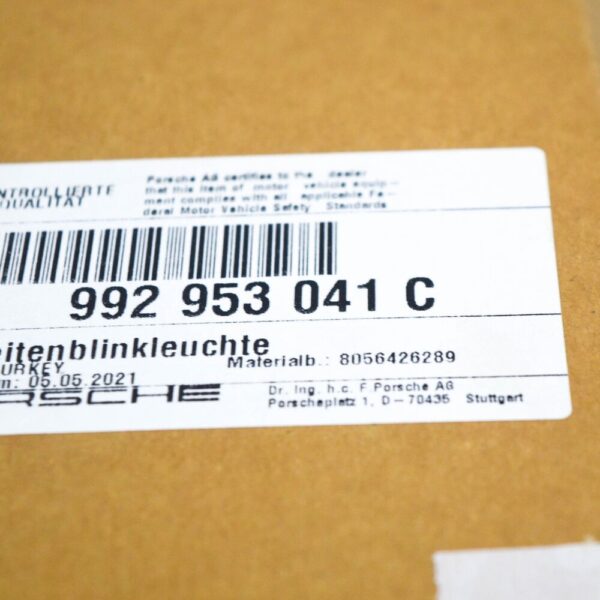 NTROLLIERTE
QUALITÄT
Porsche AG certifies to the dealer
that this item of motor vehicle equip-
ment complies with all applicable Fe-
deral Motor Vehicle Safety Standards
992 953 041 C
eitenblinkleuchte
URKEY
Materialb.: 8056426289
m: 05.05.2021
RSCHE
Dr. Ing. h.c. F Porsche AG
Porscheplatz 1, D-70435 Stuttgart